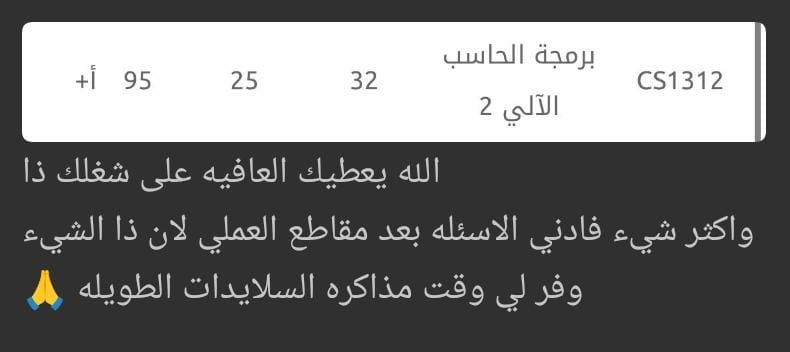 CS1312 برمجة الحاسب الآلي 2 32 25 95 أ+
الله يعطيك العافيه على شغلك ذا
واكثر شيء فادني الاسئله بعد مقاطع العملي لان ذا الشيء
وفر لي وقت مذاكره السلايدات الطويله 🙏